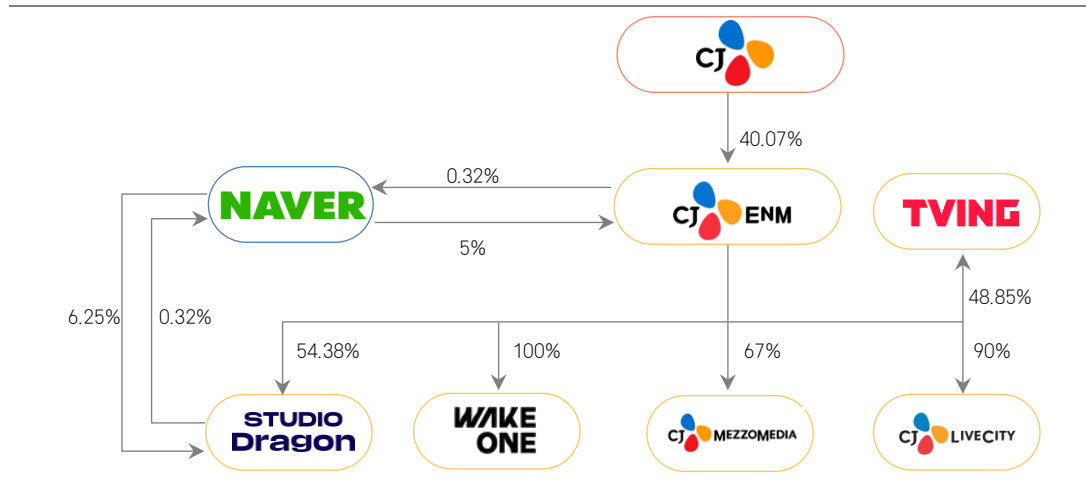 CJ
40.07%
NAVER
0.32%
5%
CJ ENM
TVING
6.25%
0.32%
48.85%
54.38%
100%
67%
90%
STUDIO
Dragon
WAKE
ONE
CJ MEZZOMEDIA
CJ LIVECITY